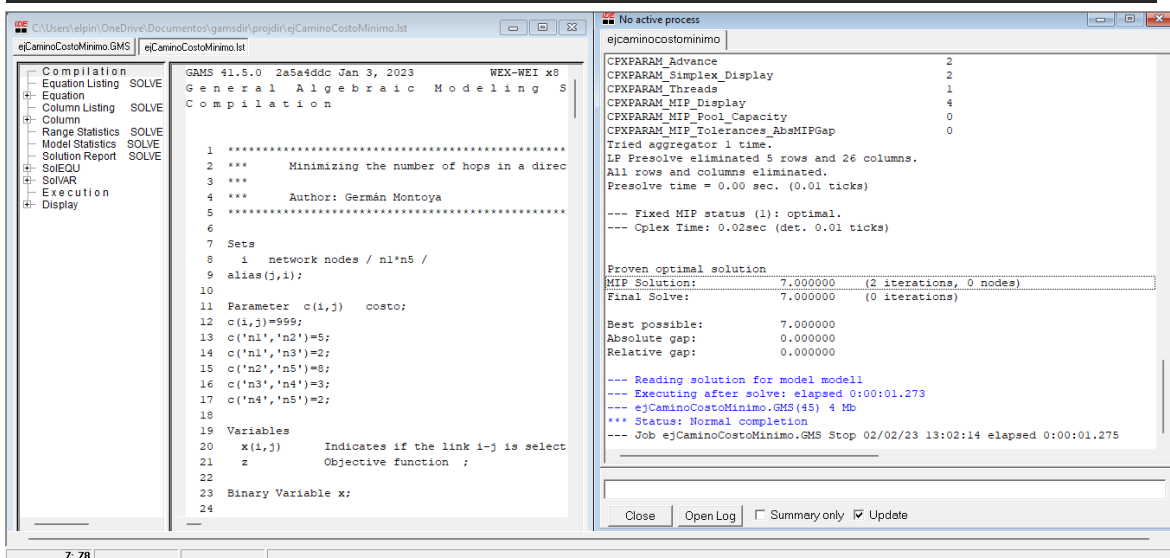 C:\Users\elpin\OneDrive\Documentos\gamsdir\projdir\ejCaminoCostoMinimo.lst
ejCaminoCostoMinimo.GMS
ejCaminoCostoMinimo.lst
Compilation
Equation Listing SOLVE
Equation
Column Listing SOLVE
Column
Range Statistics SOLVE
Model Statistics SOLVE
Solution Report SOLVE
SolEQU
SolVAR
Execution
Display
GAMS 41.5.0 2a5a4ddc Jan 3, 2023 WEX-WEI x8
G e n e r a l A l g e b r a i c M o d e l i n g S
C o m p i l a t i o n
1 *************************************************
2 *** Minimizing the number of hops in a direc
3 ***
4 *** Author: Germán Montoya
5 *************************************************
6
7 Sets
8 i network nodes / n1*n5 /
9 alias(j,i);
10
11 Parameter c(i,j) costo;
12 c(i,j)=999;
13 c('n1','n2')=5;
14 c('n1','n3')=2;
15 c('n2','n5')=8;
16 c('n3','n4')=3;
17 c('n4','n5')=2;
18
19 Variables
20 x(i,j) Indicates if the link i-j is select
21 z Objective function ;
22
23 Binary Variable x;
24
7: 78
No active process
ejcaminocostominimo
CPXPARAM_Advance 2
CPXPARAM_Simplex_Display 2
CPXPARAM_Threads 1
CPXPARAM_MIP_Display 4
CPXPARAM_MIP_Pool_Capacity 0
CPXPARAM_MIP_Tolerances_AbsMIPGap 0
Tried aggregator 1 time.
LP Presolve eliminated 5 rows and 26 columns.
All rows and columns eliminated.
Presolve time = 0.00 sec. (0.01 ticks)
--- Fixed MIP status (1): optimal.
--- Cplex Time: 0.02sec (det. 0.01 ticks)
Proven optimal solution
MIP Solution: 7.000000 (2 iterations, 0 nodes)
Final Solve: 7.000000 (0 iterations)
Best possible: 7.000000
Absolute gap: 0.000000
Relative gap: 0.000000
--- Reading solution for model model1
--- Executing after solve: elapsed 0:00:01.273
--- ejCaminoCostoMinimo.GMS(45) 4 Mb
*** Status: Normal completion
--- Job ejCaminoCostoMinimo.GMS Stop 02/02/23 13:02:14 elapsed 0:00:01.275
Close Open Log Summary only Update